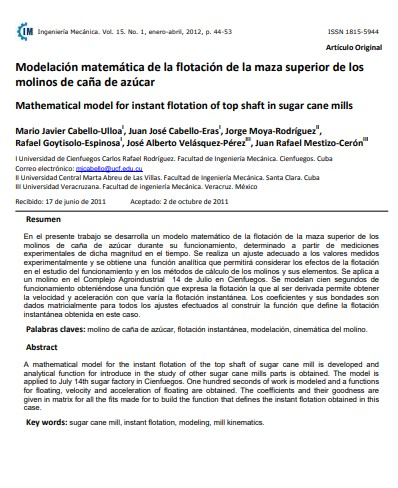 IM Ingeniería Mecánica. Vol. 15. No. 1, enero-abril, 2012, p. 44-53 ISSN 1815-5944
Artículo Original
Modelación matemática de la flotación de la maza superior de los
molinos de caña de azúcar
Mathematical model for instant flotation of top shaft in sugar cane mills
Mario Javier Cabello-Ulloa I, Juan José Cabello-Eras I, Jorge Moya-Rodríguez II,
Rafael Goytisolo-Espinosa I, José Alberto Velásquez-Pérez III, Juan Rafael Mestizo-Cerón III
I Universidad de Cienfuegos Carlos Rafael Rodríguez. Facultad de Ingeniería Mecánica. Cienfuegos. Cuba
Correo electrónico: mjcabello@ucf.edu.cu
II Universidad Central Marta Abreu de Las Villas. Facultad de Ingeniería Mecánica. Santa Clara. Cuba
III Universidad Veracruzana. Facultad de ingeniería Mecánica. Veracruz. México
Recibido: 17 de junio de 2011 Aceptado: 2 de octubre de 2011
Resumen
En el presente trabajo se desarrolla un modelo matemático de la flotación de la maza superior de los
molinos de caña de azúcar durante su funcionamiento, determinado a partir de mediciones
experimentales de dicha magnitud en el tiempo. Se realiza un ajuste adecuado a los valores medidos
experimentalmente y se obtiene una función analítica que permitirá considerar los efectos de la flotación
en el estudio del funcionamiento y en los métodos de cálculo de los molinos y sus elementos. Se aplica a
un molino en el Complejo Agroindustrial 14 de Julio en Cienfuegos. Se modelan cien segundos de
funcionamiento obteniéndose una función que expresa la flotación la que al ser derivada permite obtener
la velocidad y aceleración con que varía la flotación instantánea. Los coeficientes y sus bondades son
dados matricialmente para todos los ajustes efectuados al construir la función que define la flotación
instantánea obtenida en este caso.
Palabras claves: molino de caña de azúcar, flotación instantánea, modelación, cinemática del molino.
Abstract
A mathematical model for the instant flotation of the top shaft of sugar cane mill is developed and
analytical function for introduce in the study of other sugar cane mills parts is obtained. The model is
applied to July 14th sugar factory in Cienfuegos. One hundred seconds of work is modeled and a functions
for floating, velocity and acceleration of floating are obtained. The coefficients and their goodness are
given in matrix for all the fits made for to build the function that defines the instant flotation obtained in this
case.
Key words: sugar cane mill, instant flotation, modeling, mill kinematics.